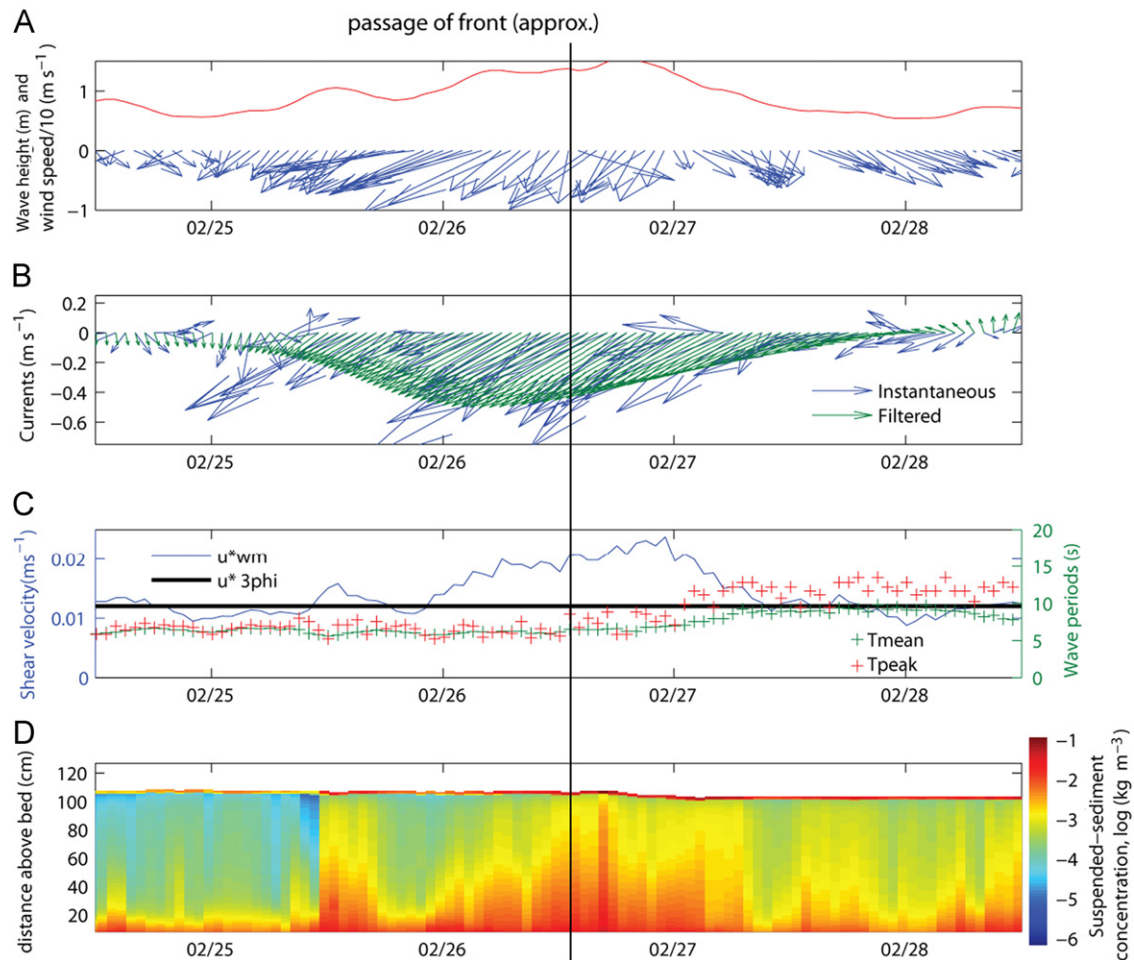 A
passage of front (approx.)
Wave height (m) and
wind speed/10 (m s⁻¹)
1
0
−1
02/25
02/26
02/27
02/28
B
Currents (m s⁻¹)
0.2
0
−0.2
−0.4
−0.6
Instantaneous
Filtered
02/25
02/26
02/27
02/28
C
Shear velocity(ms⁻¹)
0.02
0.01
0
u*wm
u* 3phi
20
15
10
5
0
Wave periods (s)
Tmean
Tpeak
02/25
02/26
02/27
02/28
D
distance above bed (cm)
120
100
80
60
40
20
02/25
02/26
02/27
02/28
−1
−2
−3
−4
−5
−6
Suspended−sediment
concentration, log (kg m⁻³)